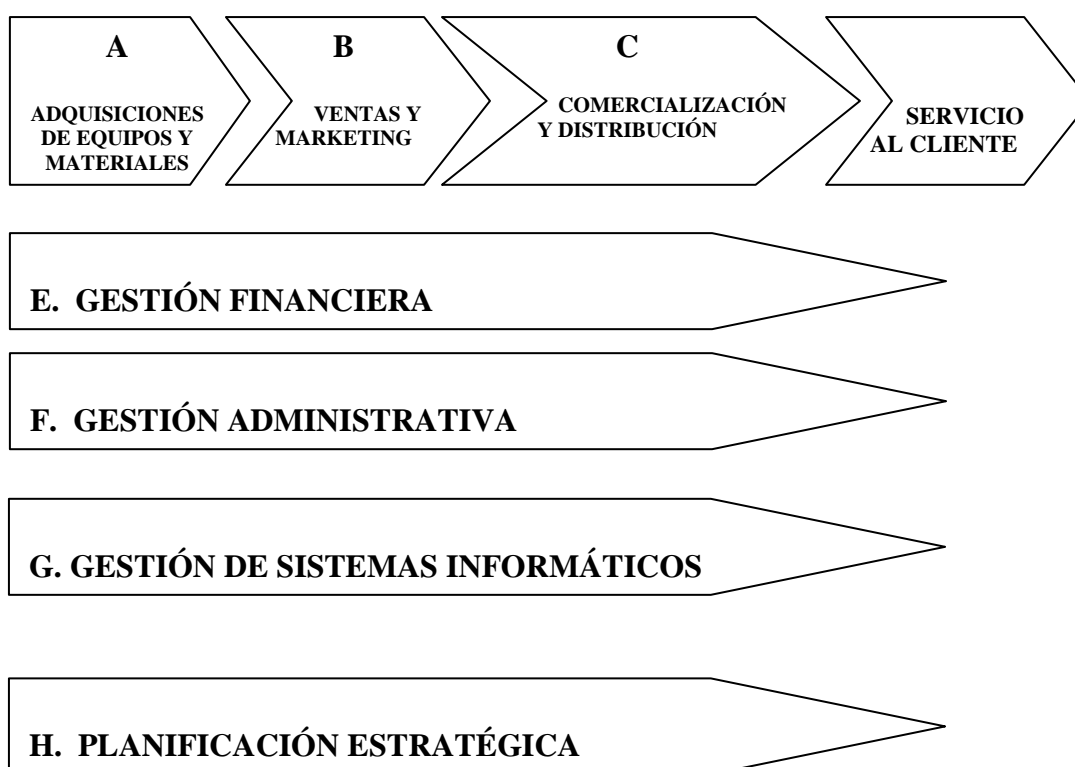 A
ADQUISICIONES
DE EQUIPOS Y
MATERIALES
B
VENTAS Y
MARKETING
C
COMERCIALIZACIÓN
Y DISTRIBUCIÓN
SERVICIO
AL CLIENTE
E. GESTIÓN FINANCIERA
F. GESTIÓN ADMINISTRATIVA
G. GESTIÓN DE SISTEMAS INFORMÁTICOS
H. PLANIFICACIÓN ESTRATÉGICA